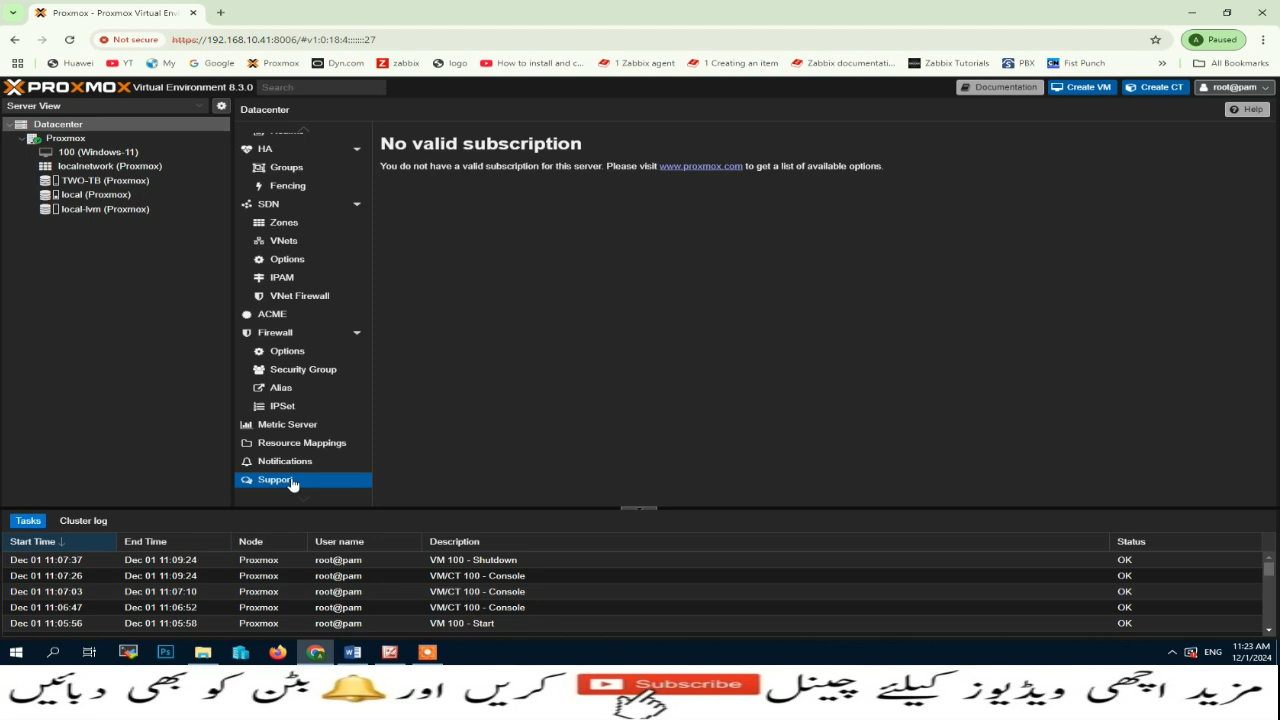 Proxmox - Proxmox Virtual Envi
Not secure https://192.168.10.41:8006/#v1:0:18:4:::::::27 A Paused
Huawei YT My Google Proxmox Dyn.com zabbix logo How to install and c... 1 Zabbix agent 1 Creating an item Zabbix documentati... Zabbix Tutorials PBX Fist Punch » All Bookmarks
PROXMOX Virtual Environment 8.3.0 Search Documentation Create VM Create CT root@pam
Server View
Datacenter
Help
Datacenter
Proxmox
100 (Windows-11)
localnetwork (Proxmox)
TWO-TB (Proxmox)
local (Proxmox)
local-lvm (Proxmox)
HA
Groups
Fencing
SDN
Zones
VNets
Options
IPAM
VNet Firewall
ACME
Firewall
Options
Security Group
Alias
IPSet
Metric Server
Resource Mappings
Notifications
Support
No valid subscription
You do not have a valid subscription for this server. Please visit www.proxmox.com to get a list of available options.
Tasks Cluster log
Start Time End Time Node User name Description Status
Dec 01 11:07:37 Dec 01 11:09:24 Proxmox root@pam VM 100 - Shutdown OK
Dec 01 11:07:26 Dec 01 11:09:24 Proxmox root@pam VM/CT 100 - Console OK
Dec 01 11:07:03 Dec 01 11:07:10 Proxmox root@pam VM/CT 100 - Console OK
Dec 01 11:06:47 Dec 01 11:06:52 Proxmox root@pam VM/CT 100 - Console OK
Dec 01 11:05:56 Dec 01 11:05:58 Proxmox root@pam VM 100 - Start OK
ENG 11:23 AM
12/1/2024
مزید اچھی ویڈیوز کیلئے چینل Subscribe کریں اور بٹن کو بھی دبائیں